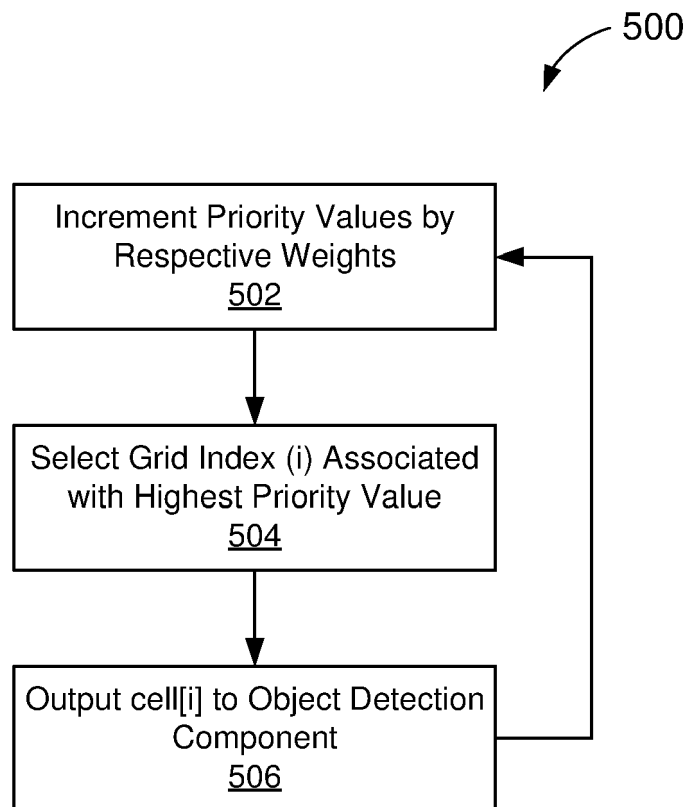 500
Increment Priority Values by
Respective Weights
502
Select Grid Index (i) Associated
with Highest Priority Value
504
Output cell[i] to Object Detection
Component
506